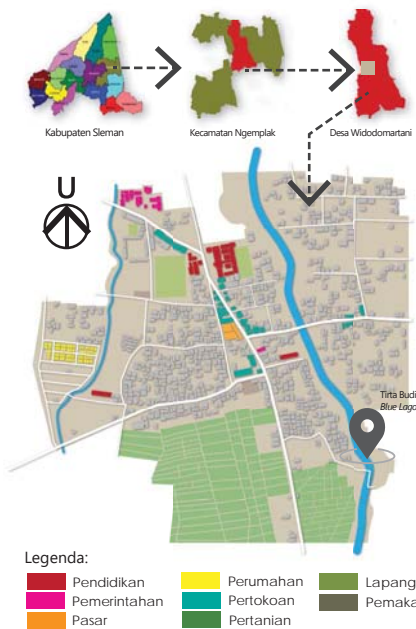 Kabupaten Sleman
Kecamatan Ngemplak
Desa Widodomartani
U
Tirta Budi
Blue Lago
Legenda:
Pendidikan
Perumahan
Lapang
Pemerintahan
Pertokoan
Pemaka
Pasar
Pertanian